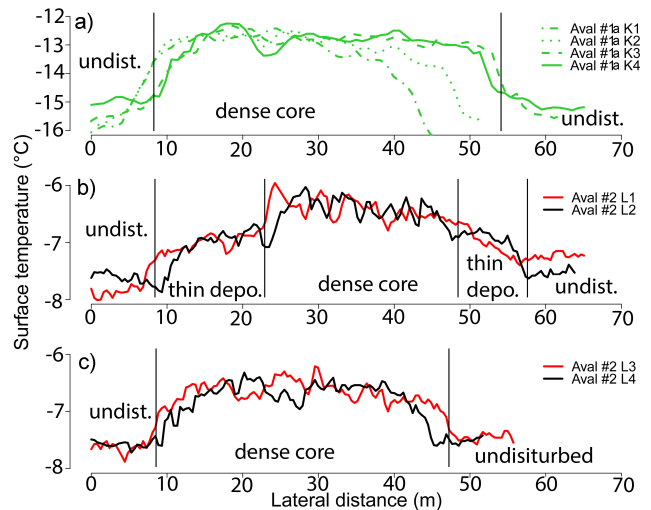 a)
-12
-13
-14
-15
-16
undist.
dense core
undist.
Aval #1a K1
Aval #1a K2
Aval #1a K3
Aval #1a K4
0 10 20 30 40 50 60 70
Surface temperature (°C)
b)
-6
-7
-8
undist.
thin depo.
dense core
thin
depo.
undist.
Aval #2 L1
Aval #2 L2
0 10 20 30 40 50 60 70
c)
-6
-7
-8
undist.
dense core
undisiturbed
Aval #2 L3
Aval #2 L4
0 10 20 30 40 50 60 70
Lateral distance (m)